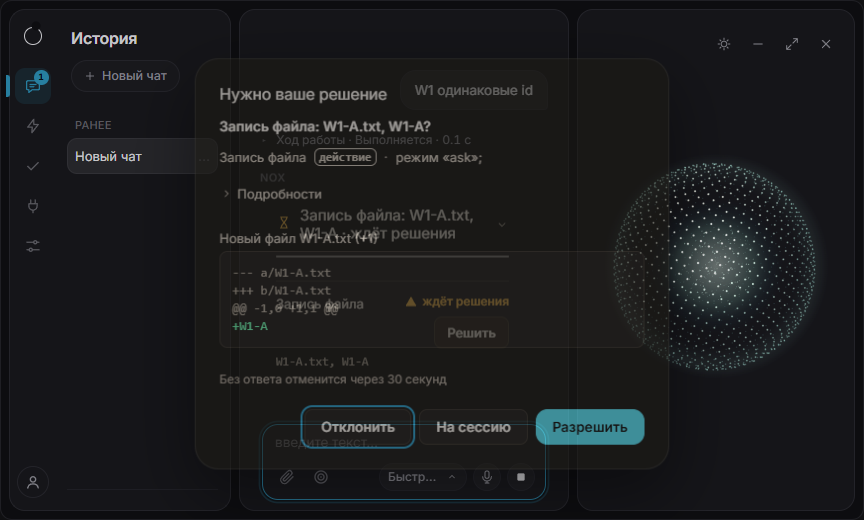 1
История
+ Новый чат
РАНЕЕ
Новый чат
...
W1 одинаковые id
Нужно ваше решение
Запись файла: W1-A.txt, W1-A?
Ход работы · Выполняется · 0.1 с
Запись файла действие · режим «ask»;
NOX
Подробности
Запись файла: W1-A.txt,
W1-A · ждёт решения
Новый файл W1-A.txt (+1)
--- a/W1-A.txt
+++ b/W1-A.txt
Запись файла
ждёт решения
@@ -1,0 +1,1 @@
+W1-A
Решить
W1-A.txt, W1-A
Без ответа отменится через 30 секунд
Отклонить
На сессию
Разрешить
введите текст...
Быстр...